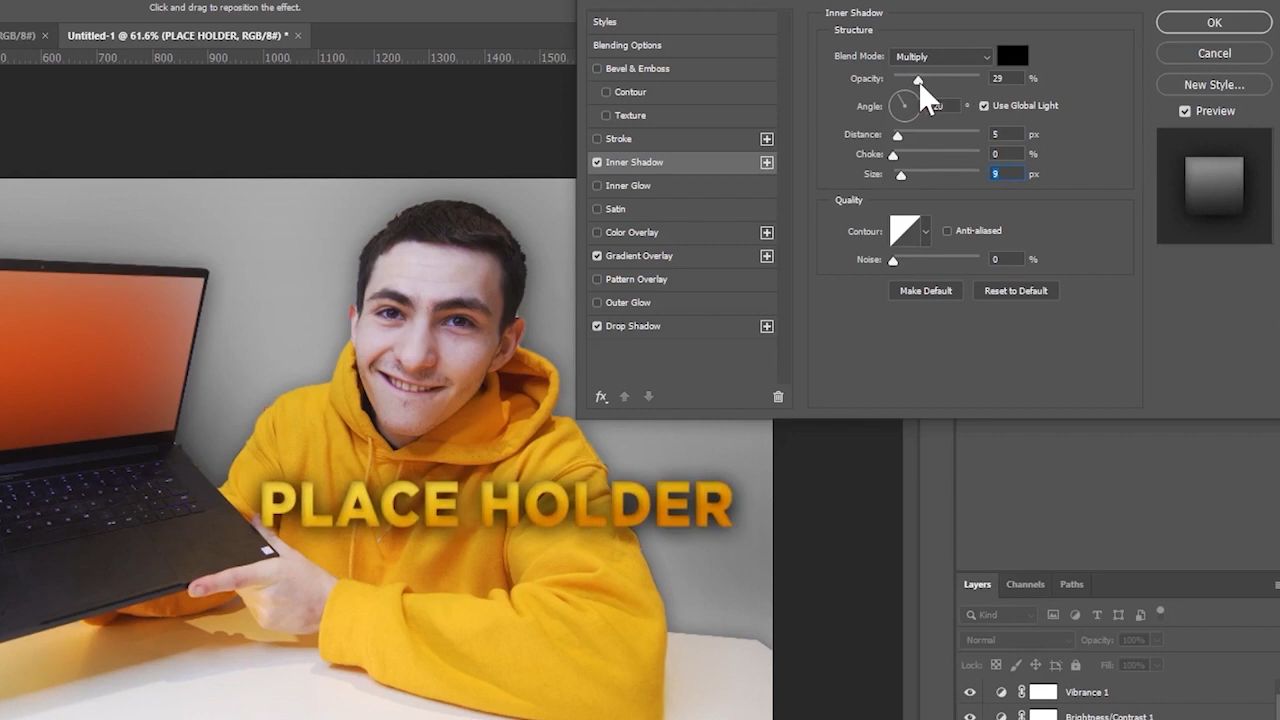 Click and drag to reposition the effect.
RGB/8#) × Untitled-1 @ 61.6% (PLACE HOLDER, RGB/8#) * ×
600 700 800 900 1000 1100 1200 1300 1400 1500
Styles
Blending Options
Bevel & Emboss
Contour
Texture
Stroke
Inner Shadow
Inner Glow
Satin
Color Overlay
Gradient Overlay
Pattern Overlay
Outer Glow
Drop Shadow
fx
Inner Shadow
Structure
Blend Mode: Multiply
Opacity: 29 %
Angle: ° Use Global Light
Distance: 5 px
Choke: 0 %
Size: 9 px
Quality
Contour: Anti-aliased
Noise: 0 %
Make Default Reset to Default
OK
Cancel
New Style...
Preview
PLACE HOLDER
Layers Channels Paths
Kind
Normal Opacity: 100%
Lock: Fill: 100%
Vibrance 1
Brightness/Contrast 1